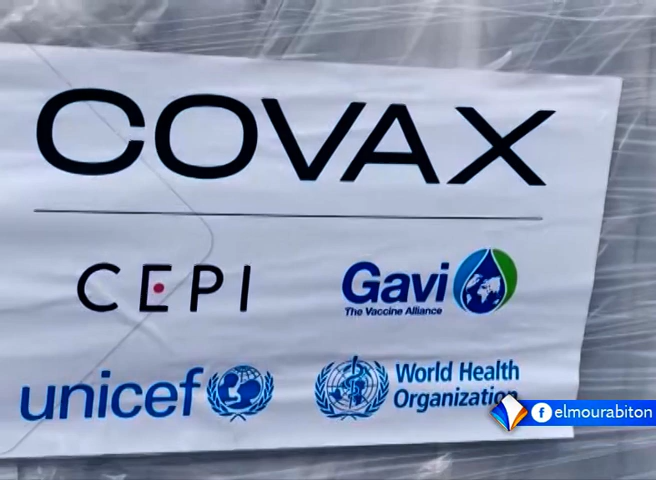 COVAX
CEPI
Gavi
The Vaccine Alliance
unicef
World Health
Organization
f elmourabiton